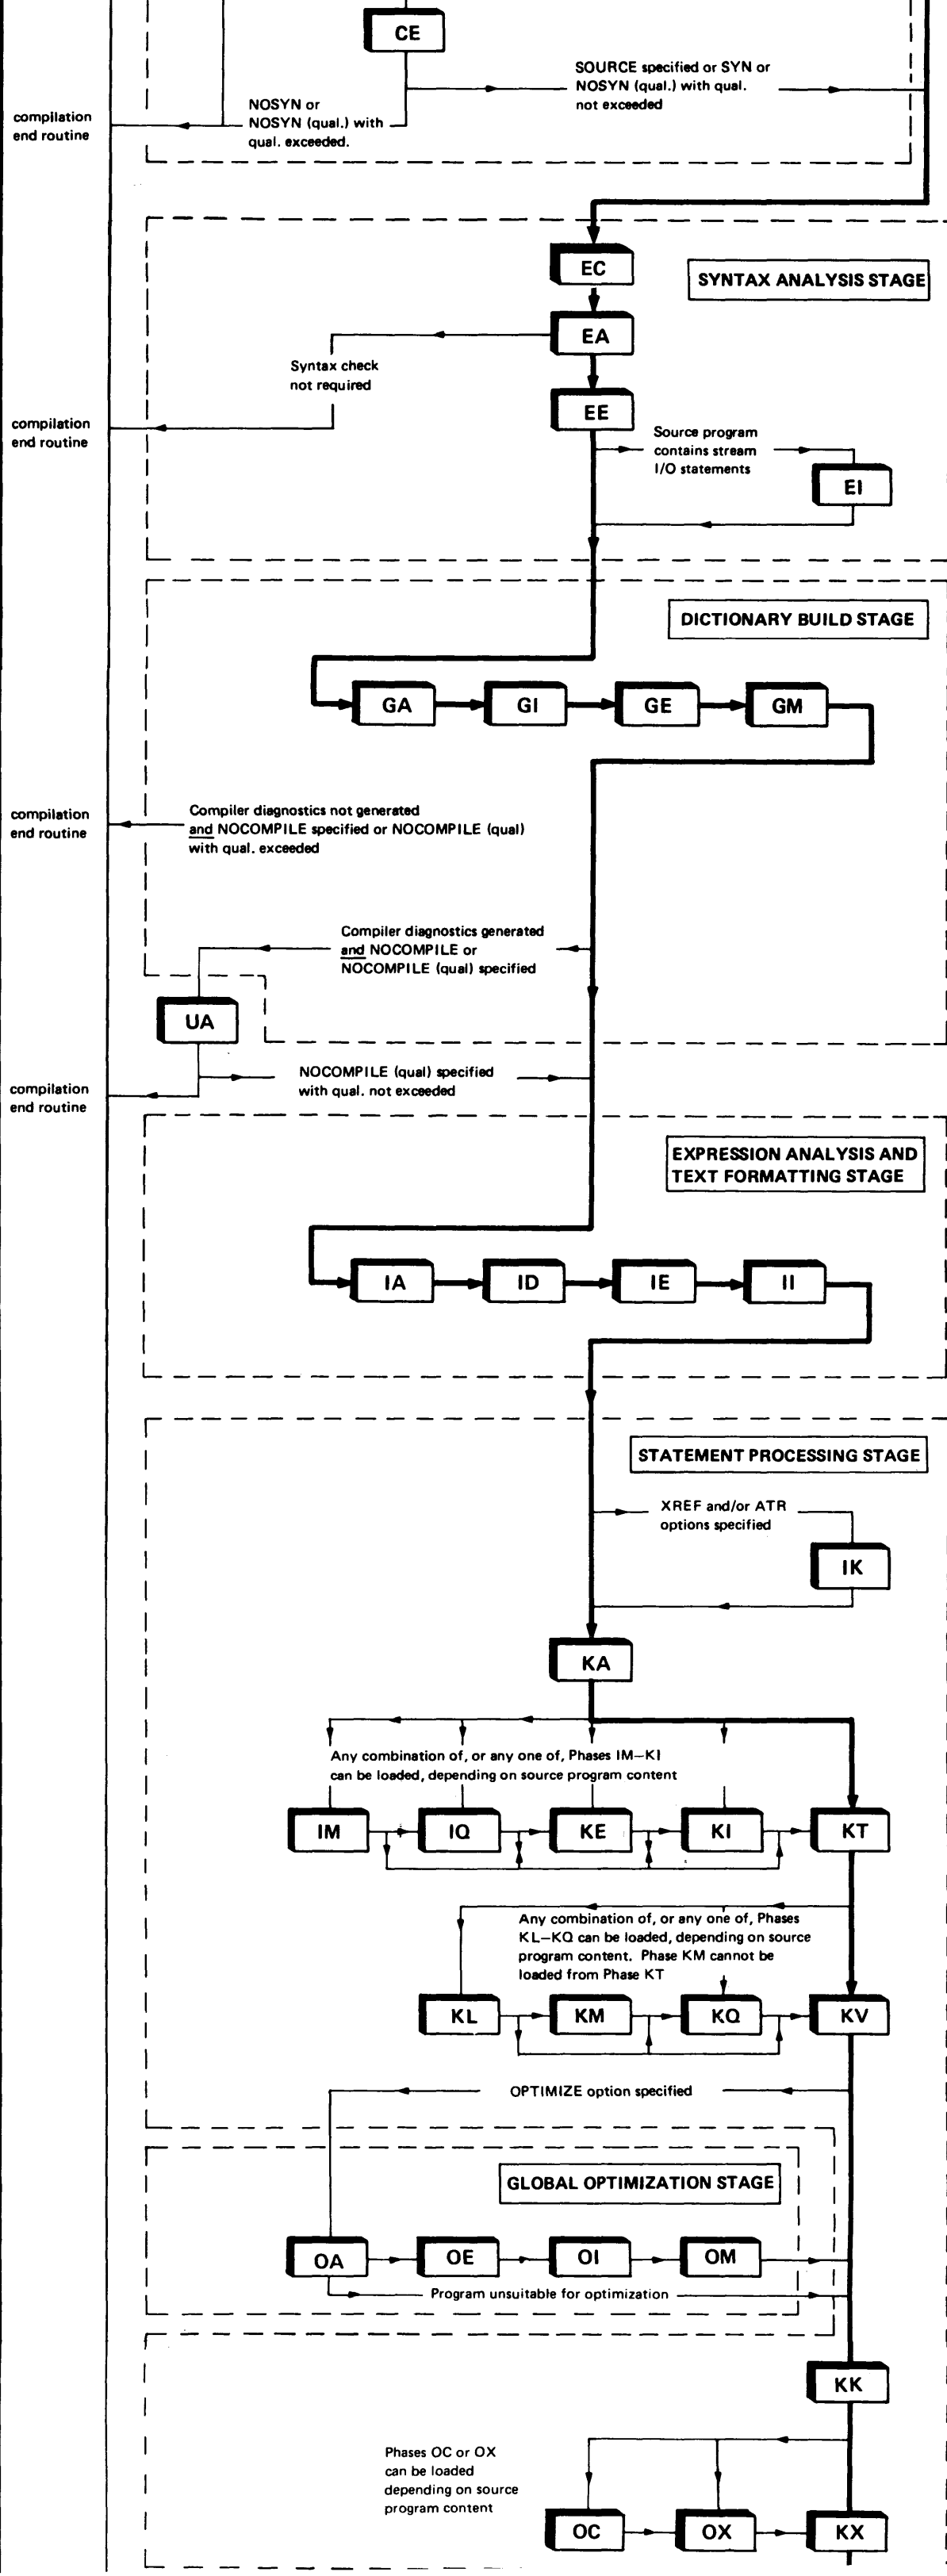 CE
SOURCE specified or SYN or
NOSYN (qual.) with qual.
not exceeded
NOSYN or
NOSYN (qual.) with
qual. exceeded.
compilation
end routine
EC
SYNTAX ANALYSIS STAGE
EA
Syntax check
not required
EE
compilation
end routine
Source program
contains stream
I/O statements
EI
DICTIONARY BUILD STAGE
GA
GI
GE
GM
compilation
end routine
Compiler diagnostics not generated
and NOCOMPILE specified or NOCOMPILE (qual)
with qual. exceeded
Compiler diagnostics generated
and NOCOMPILE or
NOCOMPILE (qual) specified
UA
NOCOMPILE (qual) specified
with qual. not exceeded
compilation
end routine
EXPRESSION ANALYSIS AND
TEXT FORMATTING STAGE
IA
ID
IE
II
STATEMENT PROCESSING STAGE
XREF and/or ATR
options specified
IK
KA
Any combination of, or any one of, Phases IM–KI
can be loaded, depending on source program content
IM
IQ
KE
KI
KT
Any combination of, or any one of, Phases
KL–KQ can be loaded, depending on source
program content. Phase KM cannot be
loaded from Phase KT
KL
KM
KQ
KV
OPTIMIZE option specified
GLOBAL OPTIMIZATION STAGE
OA
OE
OI
OM
Program unsuitable for optimization
KK
Phases OC or OX
can be loaded
depending on source
program content
OC
OX
KX